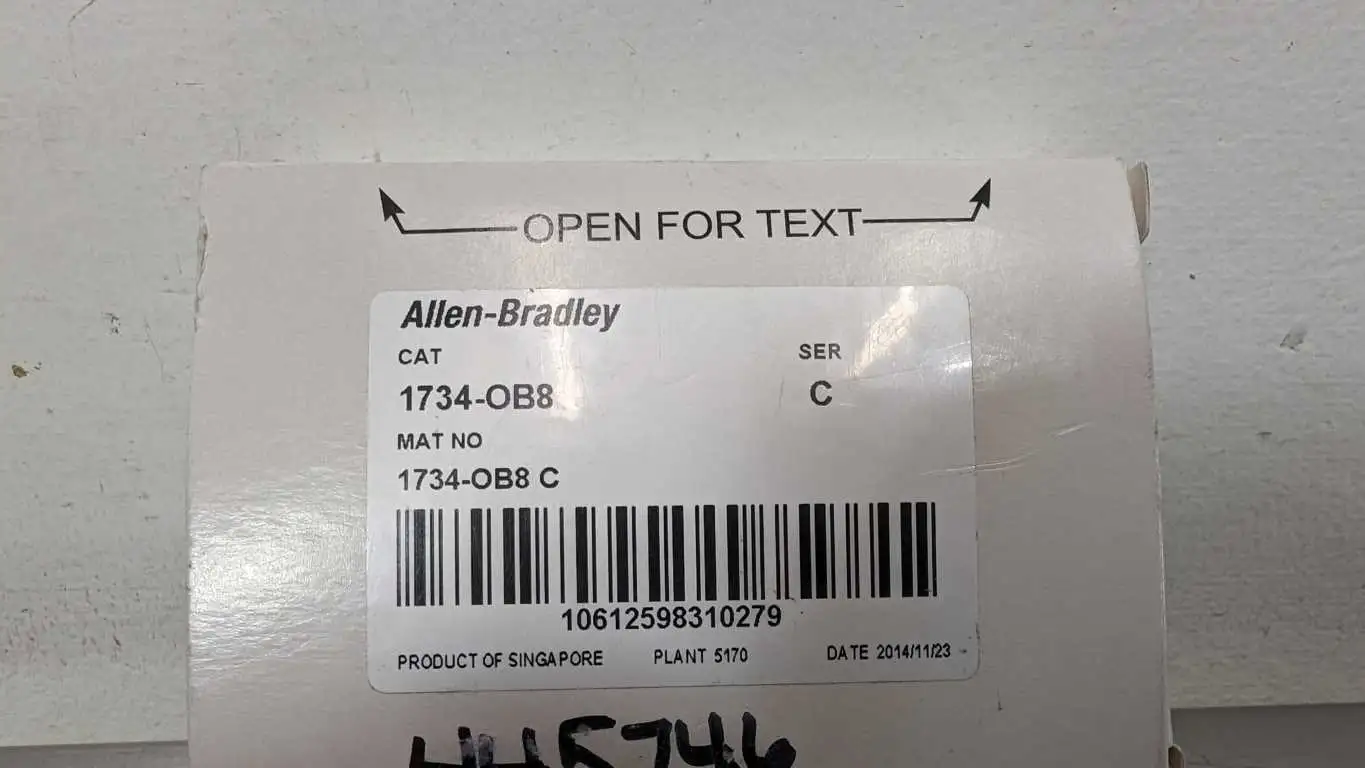 OPEN FOR TEXT
Allen-Bradley
CAT SER
1734-OB8 C
MAT NO
1734-OB8 C
10612598310279
PRODUCT OF SINGAPORE PLANT 5170 DATE 2014/11/23